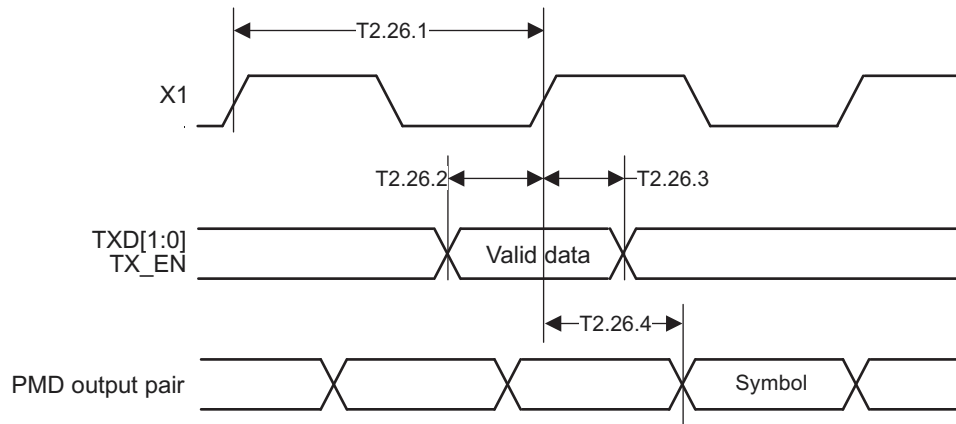 T2.26.1
X1
T2.26.2
T2.26.3
TXD[1:0]
TX_EN
Valid data
T2.26.4
PMD output pair
Symbol